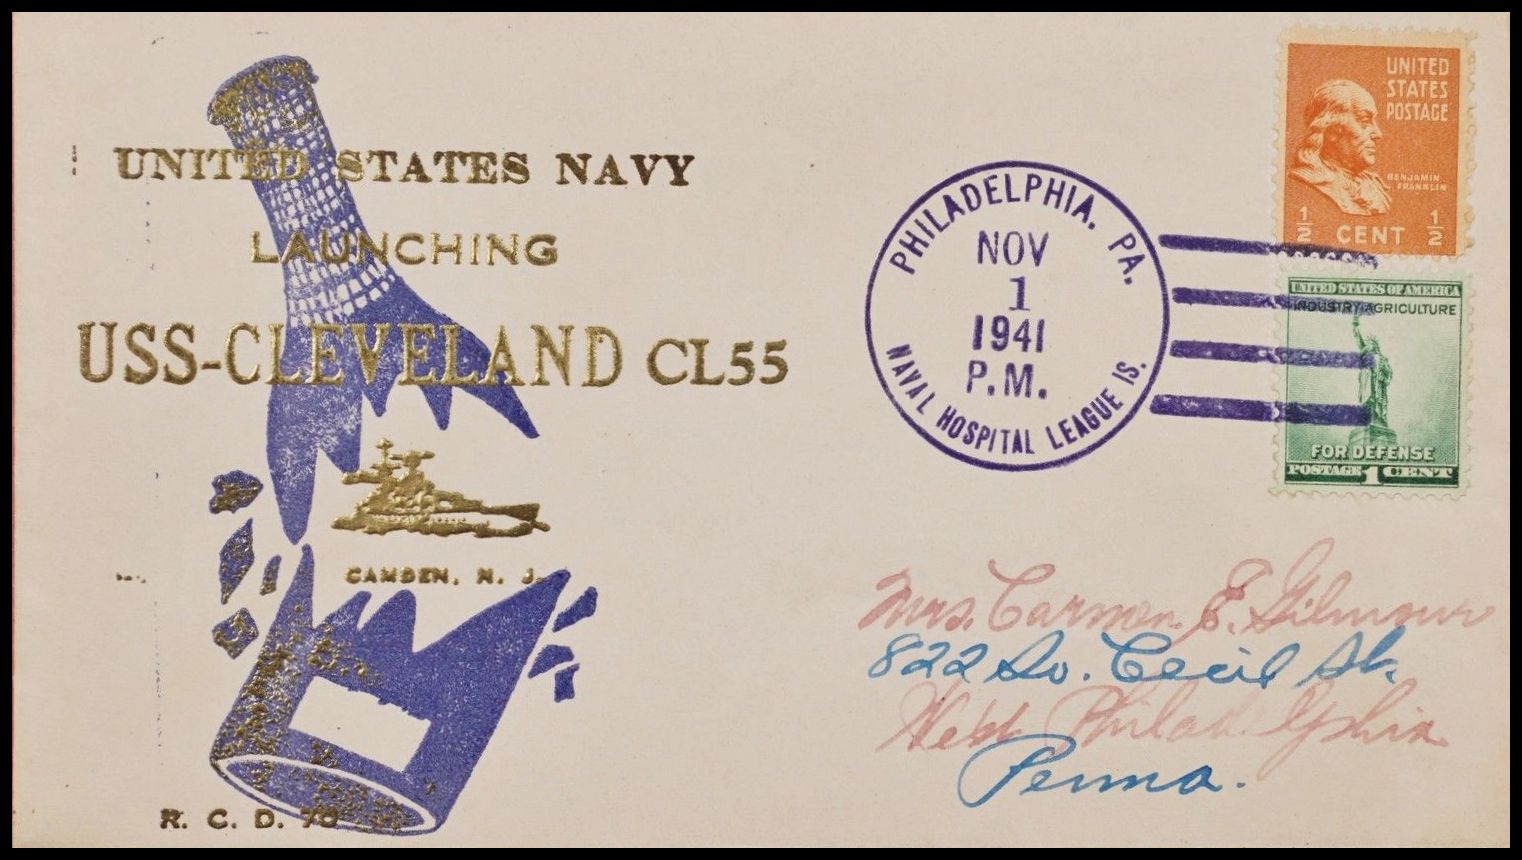 UNITED STATES NAVY
LAUNCHING
USS-CLEVELAND CL55
CAMDEN, N. J.
R. C. D. 70
PHILADELPHIA, PA.
NOV
1
1941
P.M.
NAVAL HOSPITAL LEAGUE IS.
UNITED
STATES
POSTAGE
BENJAMIN
FRANKLIN
1/2 CENT 1/2
UNITED STATES OF AMERICA
INDUSTRY AGRICULTURE
FOR DEFENSE
POSTAGE 1 CENT
Mrs. Carmen E. Gilmour
822 So. Cecil St.
West Philadelphia
Penna.